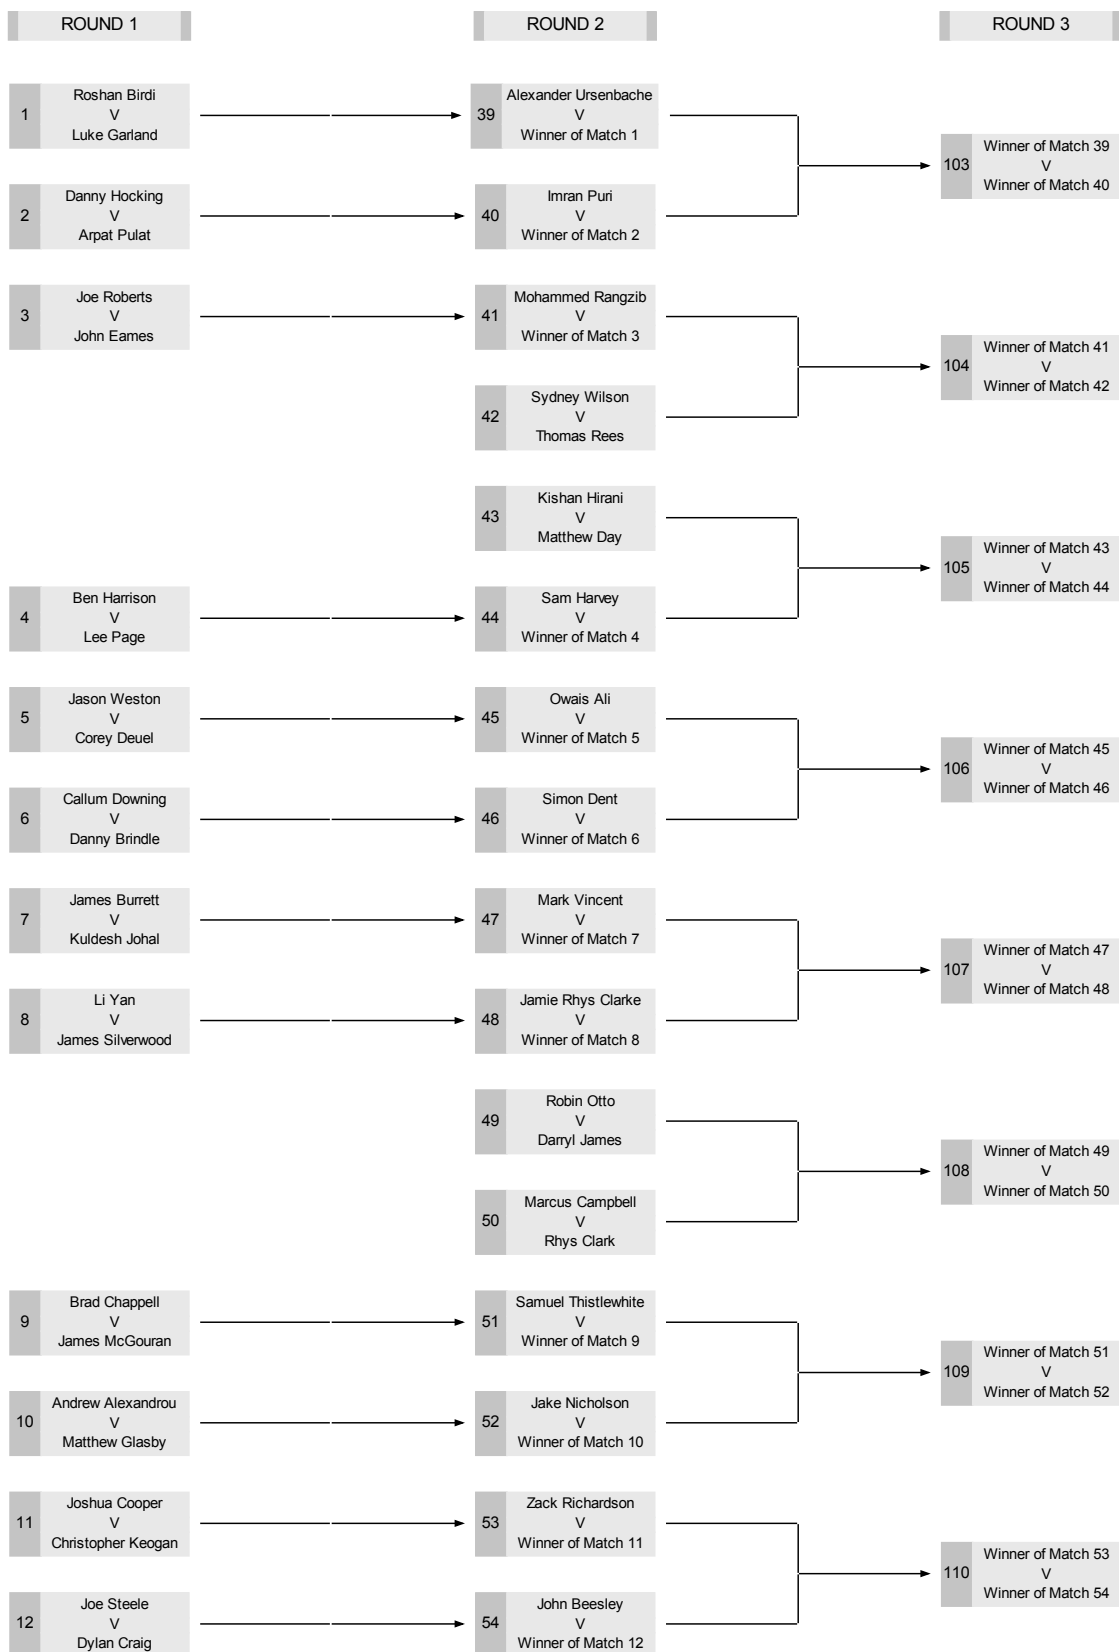 ROUND 1
ROUND 2
ROUND 3
1
Roshan Birdi
V
Luke Garland
39
Alexander Ursenbache
V
Winner of Match 1
103
Winner of Match 39
V
Winner of Match 40
2
Danny Hocking
V
Arpat Pulat
40
Imran Puri
V
Winner of Match 2
3
Joe Roberts
V
John Eames
41
Mohammed Rangzib
V
Winner of Match 3
104
Winner of Match 41
V
Winner of Match 42
42
Sydney Wilson
V
Thomas Rees
43
Kishan Hirani
V
Matthew Day
105
Winner of Match 43
V
Winner of Match 44
4
Ben Harrison
V
Lee Page
44
Sam Harvey
V
Winner of Match 4
5
Jason Weston
V
Corey Deuel
45
Owais Ali
V
Winner of Match 5
106
Winner of Match 45
V
Winner of Match 46
6
Callum Downing
V
Danny Brindle
46
Simon Dent
V
Winner of Match 6
7
James Burrett
V
Kuldesh Johal
47
Mark Vincent
V
Winner of Match 7
107
Winner of Match 47
V
Winner of Match 48
8
Li Yan
V
James Silverwood
48
Jamie Rhys Clarke
V
Winner of Match 8
49
Robin Otto
V
Darryl James
108
Winner of Match 49
V
Winner of Match 50
50
Marcus Campbell
V
Rhys Clark
9
Brad Chappell
V
James McGouran
51
Samuel Thistlewhite
V
Winner of Match 9
109
Winner of Match 51
V
Winner of Match 52
10
Andrew Alexandrou
V
Matthew Glasby
52
Jake Nicholson
V
Winner of Match 10
11
Joshua Cooper
V
Christopher Keogan
53
Zack Richardson
V
Winner of Match 11
110
Winner of Match 53
V
Winner of Match 54
12
Joe Steele
V
Dylan Craig
54
John Beesley
V
Winner of Match 12